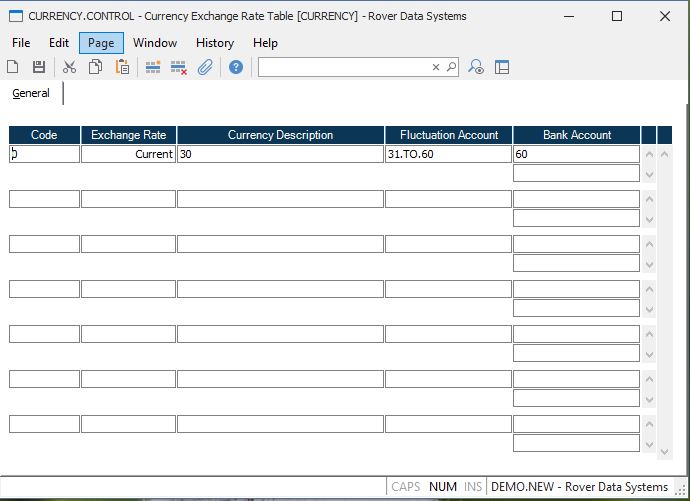 CURRENCY.CONTROL - Currency Exchange Rate Table [CURRENCY] - Rover Data Systems
File Edit Page Window History Help
General
Code Exchange Rate Currency Description Fluctuation Account Bank Account
Current 30 31.TO.60 60
CAPS NUM INS DEMO.NEW - Rover Data Systems